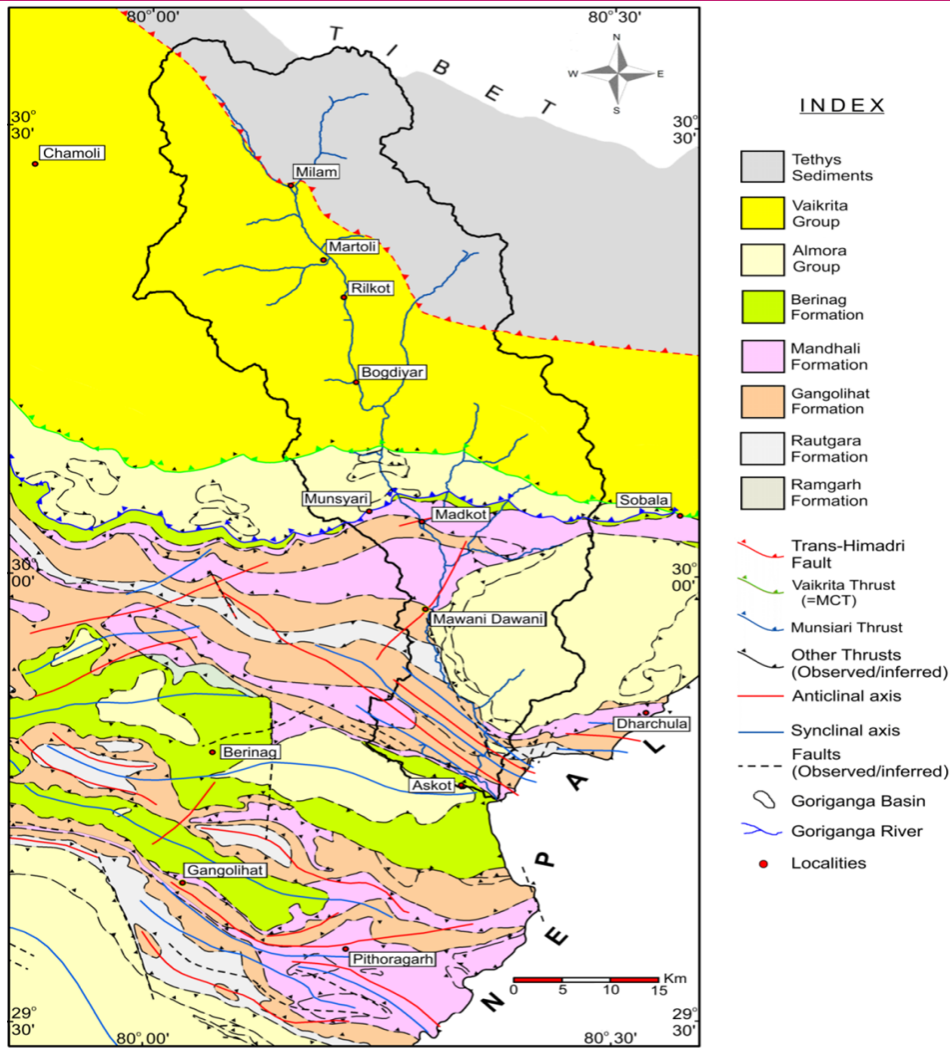 80°00'
80°30'
T I B E T
N
W E
S
30°
30'
30°
30'
Chamoli
Milam
Martoli
Rilkot
Bogdiyar
Munsyari
Madkot
Sobala
30°
00'
30°
00'
Mawani Dawani
Dharchula
Berinag
Askot
Gangolihat
Pithoragarh
N E P A L
Km
0 5 10 15
29°
30'
29°
30'
80°00'
80°30'
INDEX
Tethys
Sediments
Vaikrita
Group
Almora
Group
Berinag
Formation
Mandhali
Formation
Gangolihat
Formation
Rautgara
Formation
Ramgarh
Formation
Trans-Himadri
Fault
Vaikrita Thrust
(=MCT)
Munsiari Thrust
Other Thrusts
(Observed/inferred)
Anticlinal axis
Synclinal axis
Faults
(Observed/inferred)
Goriganga Basin
Goriganga River
Localities